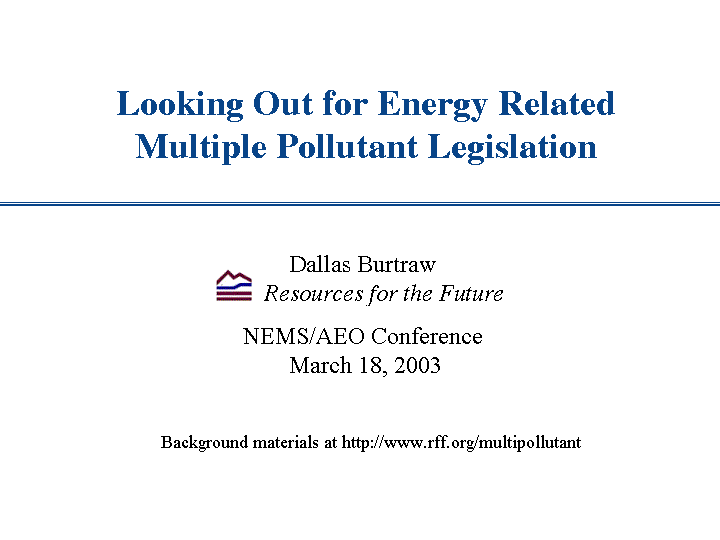 Looking Out for Energy Related
Multiple Pollutant Legislation
Dallas Burtraw
Resources for the Future
NEMS/AEO Conference
March 18, 2003
Background materials at http://www.rff.org/multipollutant